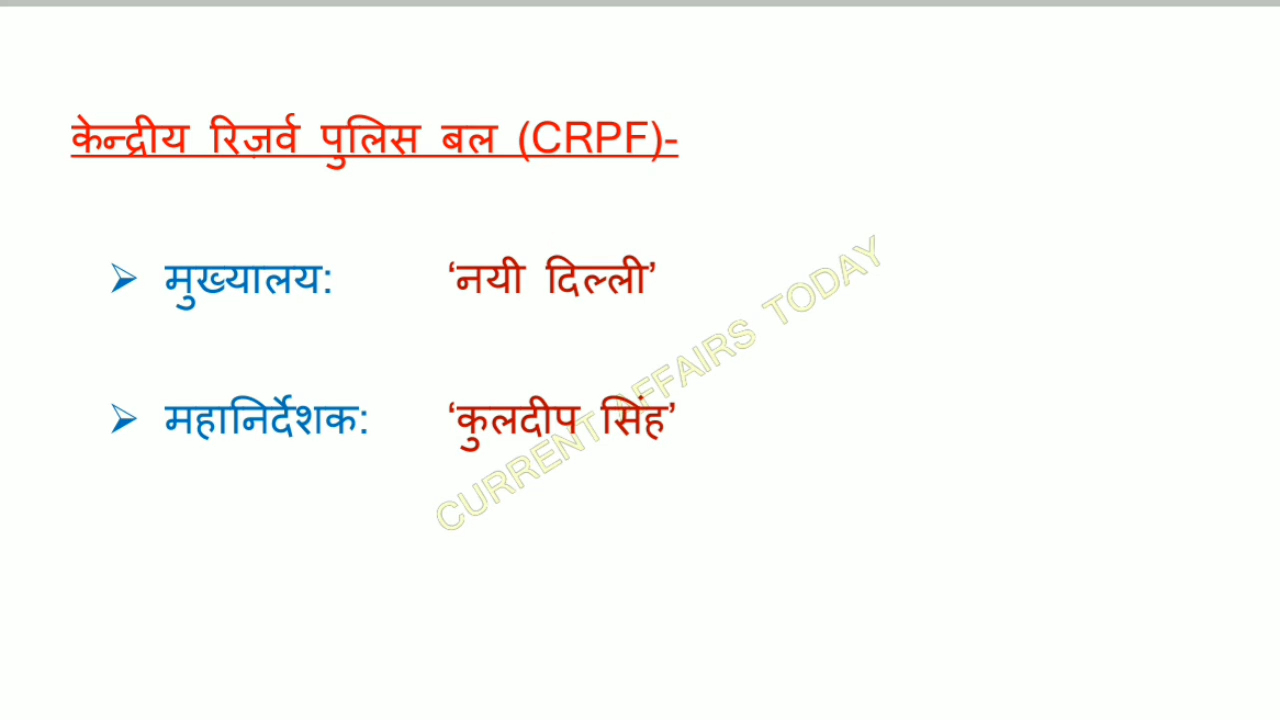 केन्द्रीय रिज़र्व पुलिस बल (CRPF)-
➢ मुख्यालय: ‘नयी दिल्ली’
➢ महानिर्देशक: ‘कुलदीप सिंह’
CURRENT AFFAIRS TODAY